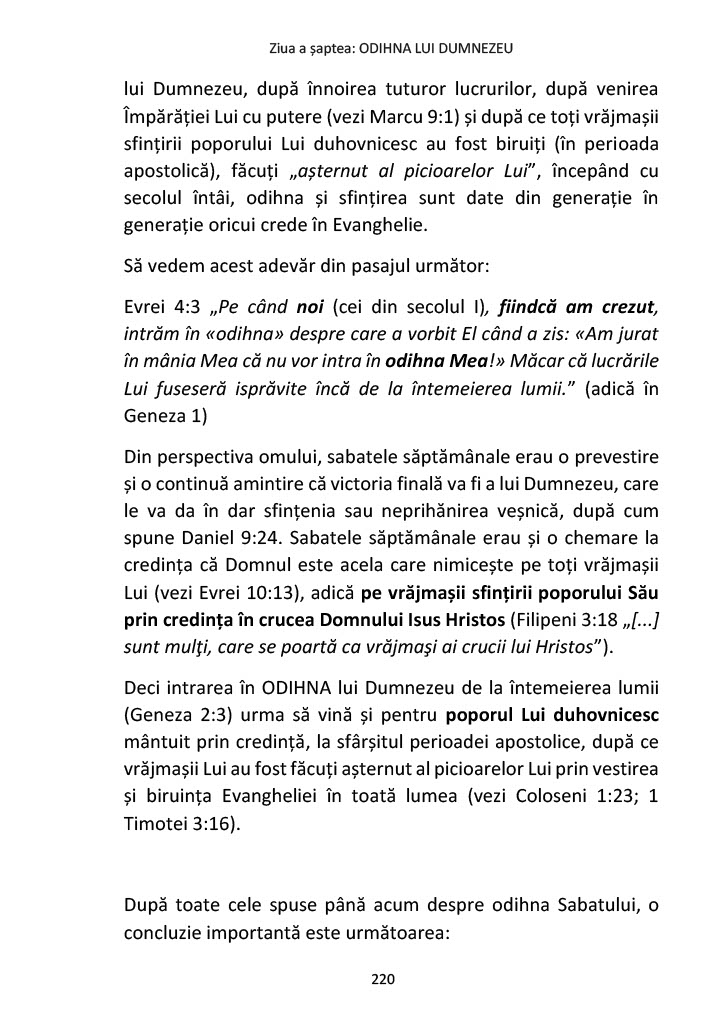 Ziua a șaptea: ODIHNA LUI DUMNEZEU
lui Dumnezeu, după înnoirea tuturor lucrurilor, după venirea
Împărăției Lui cu putere (vezi Marcu 9:1) și după ce toți vrăjmașii
sfințirii poporului Lui duhovnicesc au fost biruiți (în perioada
apostolică), făcuți „așternut al picioarelor Lui”, începând cu
secolul întâi, odihna și sfințirea sunt date din generație în
generație oricui crede în Evanghelie.
Să vedem acest adevăr din pasajul următor:
Evrei 4:3 „Pe când noi (cei din secolul I), fiindcă am crezut,
intrăm în «odihna» despre care a vorbit El când a zis: «Am jurat
în mânia Mea că nu vor intra în odihna Mea!» Măcar că lucrările
Lui fuseseră isprăvite încă de la întemeierea lumii.” (adică în
Geneza 1)
Din perspectiva omului, sabatele săptămânale erau o prevestire
și o continuă amintire că victoria finală va fi a lui Dumnezeu, care
le va da în dar sfințenia sau neprihănirea veșnică, după cum
spune Daniel 9:24. Sabatele săptămânale erau și o chemare la
credința că Domnul este acela care nimicește pe toți vrăjmașii
Lui (vezi Evrei 10:13), adică pe vrăjmașii sfințirii poporului Său
prin credința în crucea Domnului Isus Hristos (Filipeni 3:18 „[...]
sunt mulţi, care se poartă ca vrăjmaşi ai crucii lui Hristos”).
Deci intrarea în ODIHNA lui Dumnezeu de la întemeierea lumii
(Geneza 2:3) urma să vină și pentru poporul Lui duhovnicesc
mântuit prin credință, la sfârșitul perioadei apostolice, după ce
vrăjmașii Lui au fost făcuți așternut al picioarelor Lui prin vestirea
și biruința Evangheliei în toată lumea (vezi Coloseni 1:23; 1
Timotei 3:16).
După toate cele spuse până acum despre odihna Sabatului, o
concluzie importantă este următoarea:
220